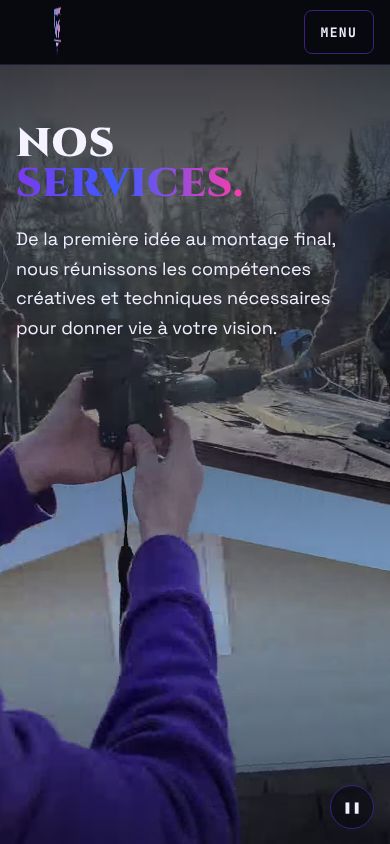 MENU
NOS
SERVICES.
De la première idée au montage final,
nous réunissons les compétences
créatives et techniques nécessaires
pour donner vie à votre vision.